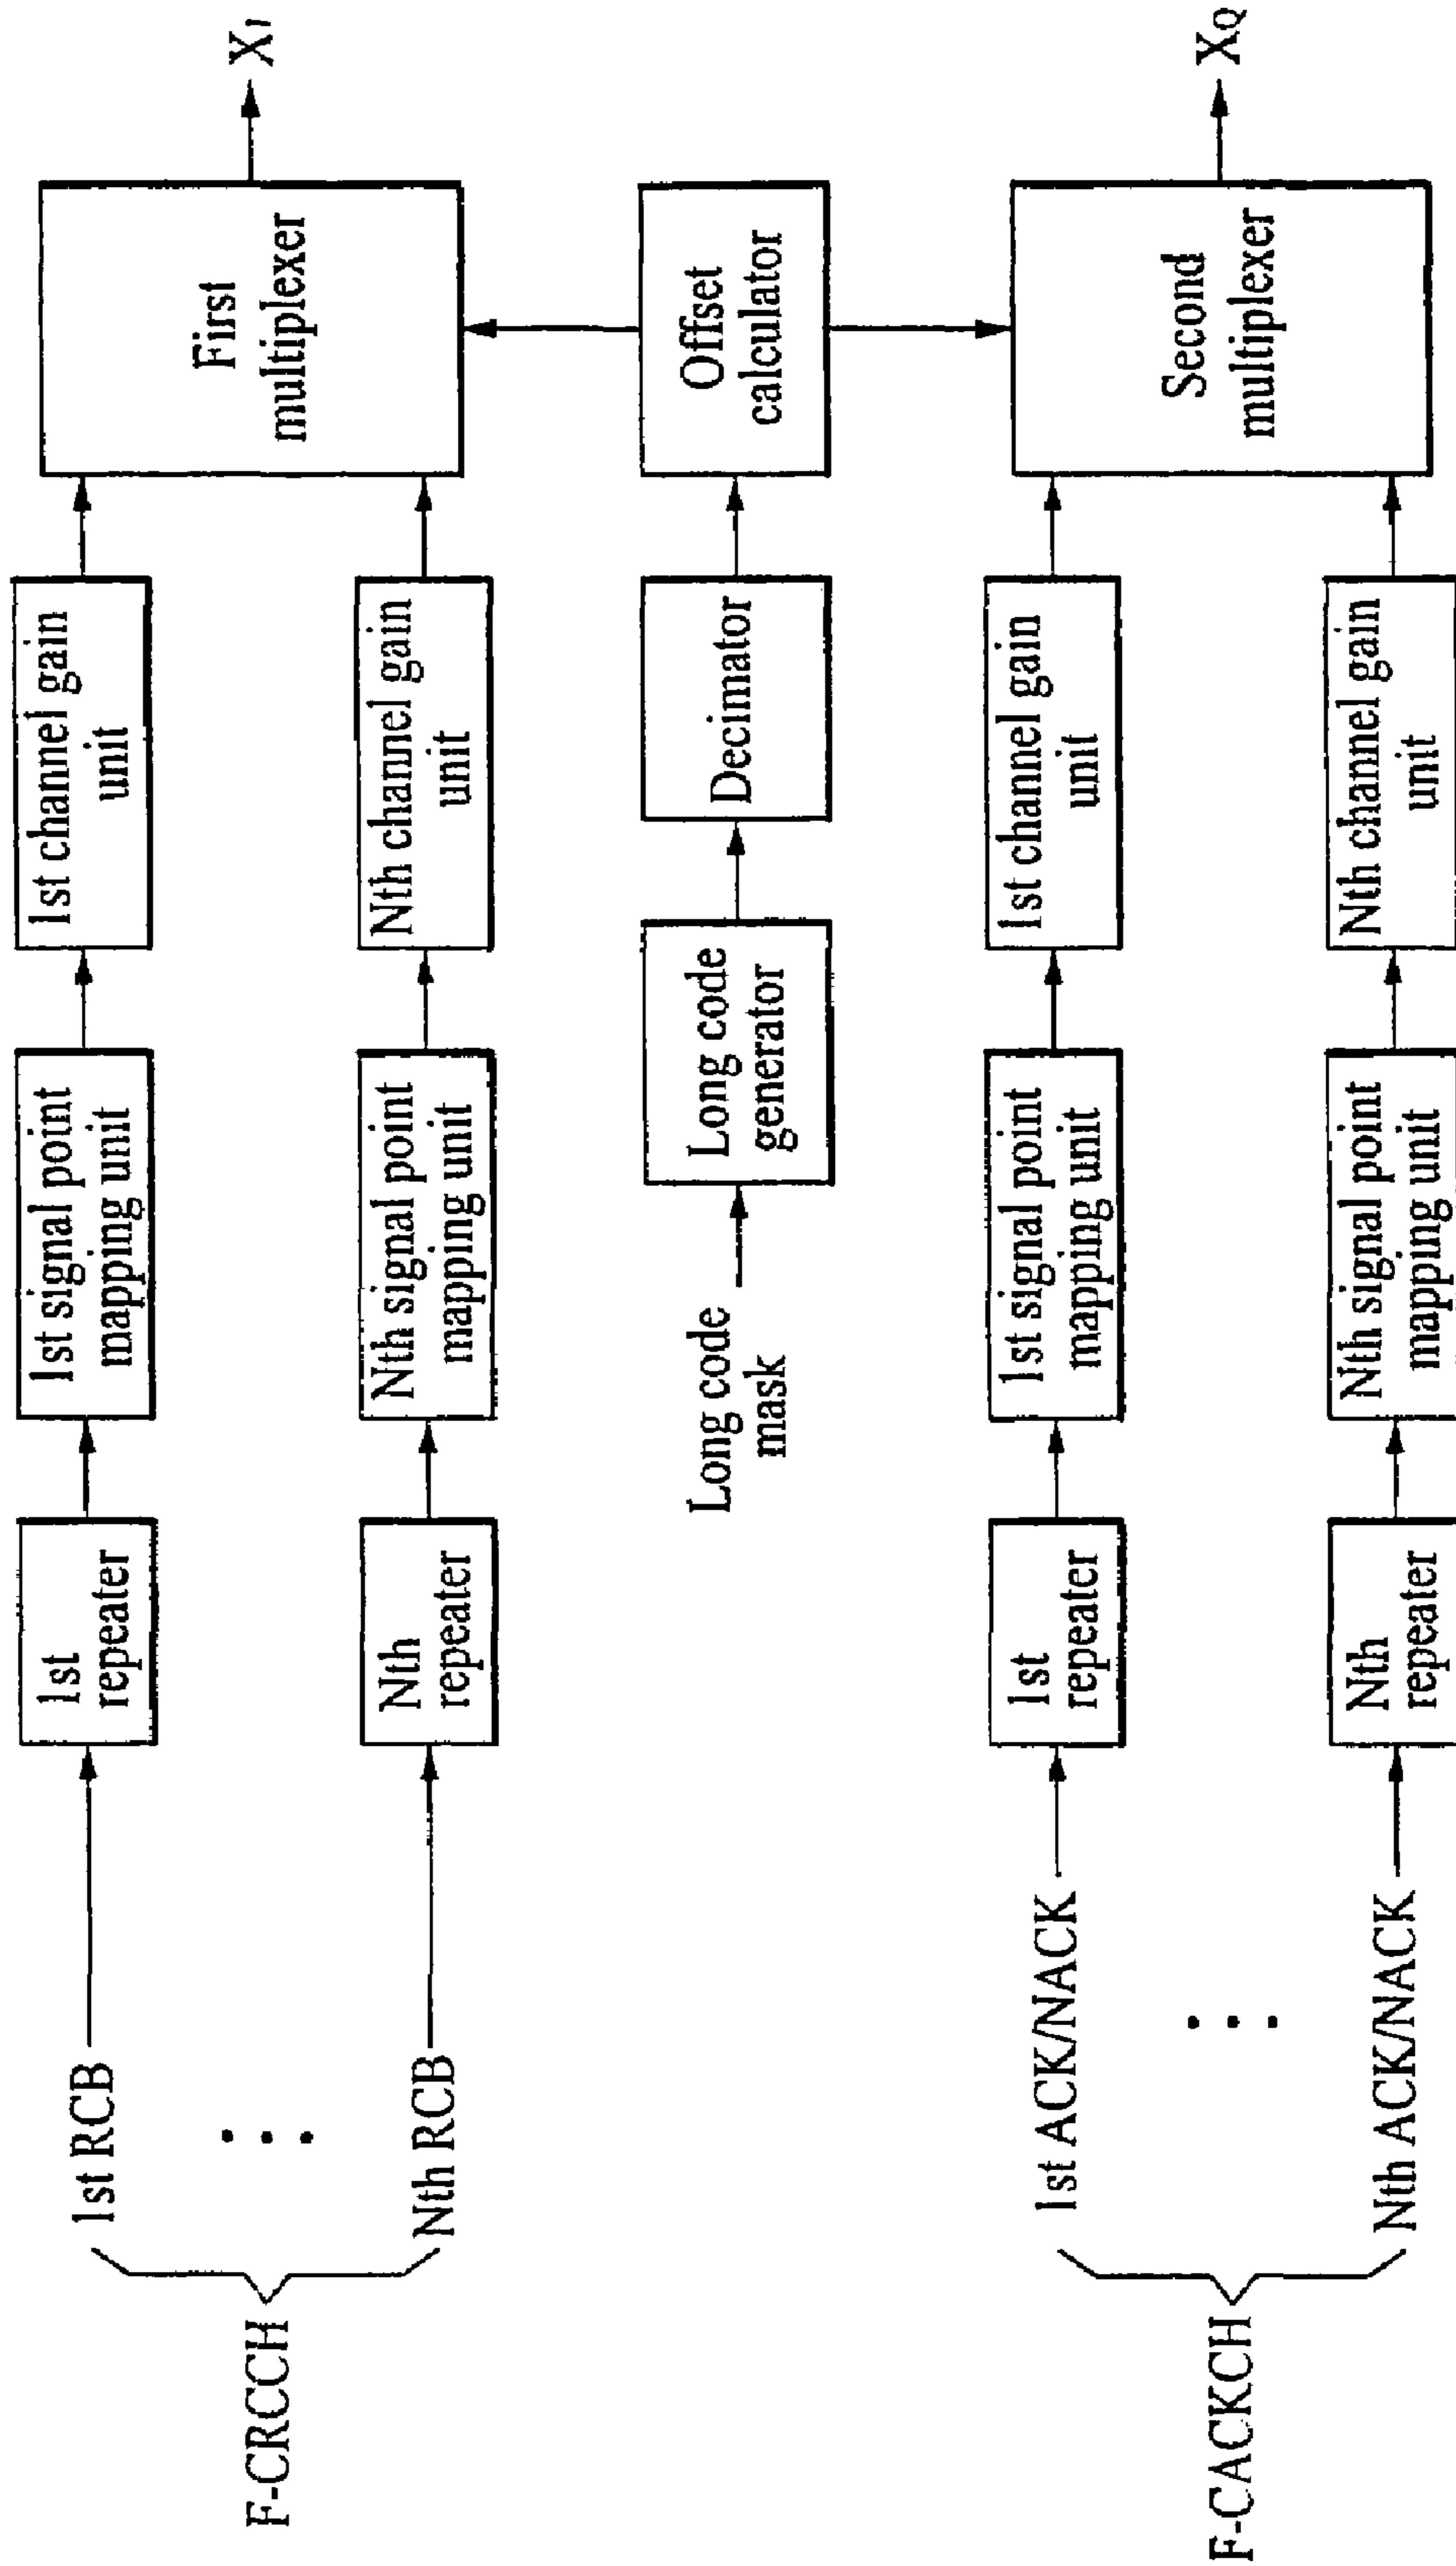 F-CRCCH
1st RCB
1st
repeater
1st signal point
mapping unit
1st channel gain
unit
Nth RCB
Nth
repeater
Nth signal point
mapping unit
Nth channel gain
unit
First
multiplexer
X_I
Long code
mask
Long code
generator
Decimator
Offset
calculator
F-CACKCH
1st ACK/NACK
1st
repeater
1st signal point
mapping unit
1st channel gain
unit
Nth ACK/NACK
Nth
repeater
Nth signal point
mapping unit
Nth channel gain
unit
Second
multiplexer
X_Q